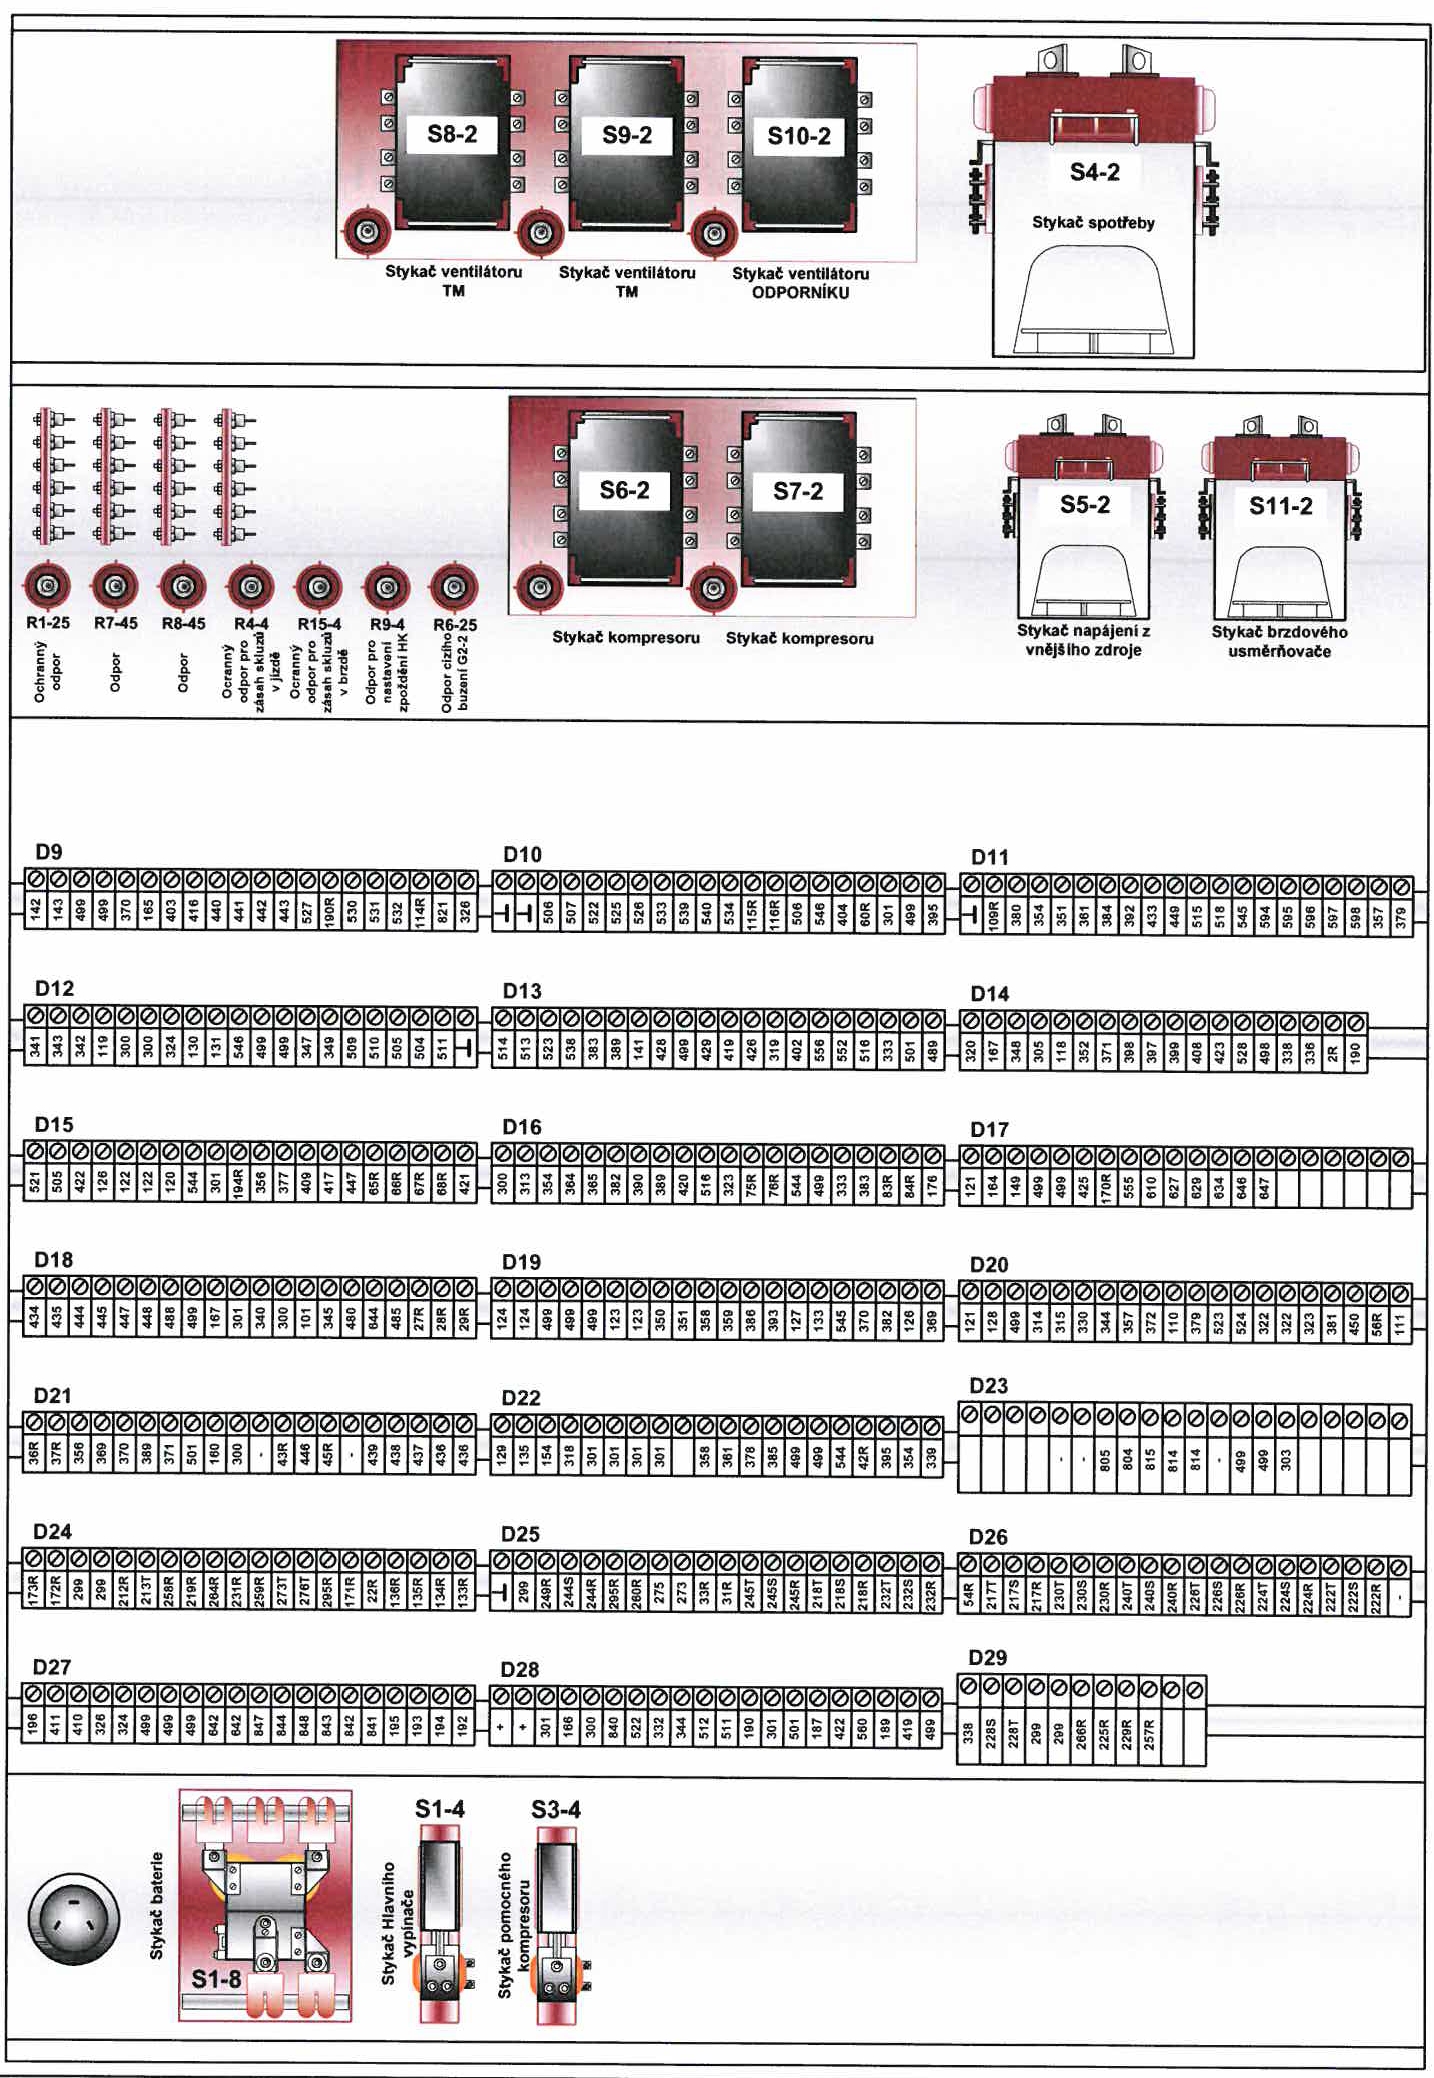 S8-2
S9-2
S10-2
S4-2
Stykač spotřeby
Stykač ventilátoru
TM
Stykač ventilátoru
TM
Stykač ventilátoru
ODPORNÍKU
S6-2
S7-2
S5-2
S11-2
R1-25
R7-45
R8-45
R4-4
R15-4
R9-4
R6-25
Ochranný
odpor
Odpor
Odpor
Ocranný
odpor pro
zásah skluzů
v jízdě
Ocranný
odpor pro
zásah skluzů
v brzdě
Odpor pro
nastavení
zpoždění HK
Odpor cizího
buzení G2-2
Stykač kompresoru
Stykač kompresoru
Stykač napájení z
vnějšího zdroje
Stykač brzdového
usměrňovače
D9
142 143 499 499 370 165 403 416 440 441 442 443 527 190R 530 531 532 114R 821 326
D10
506 507 522 525 526 533 539 540 534 115R 116R 506 546 404 60R 301 499 395
D11
109R 380 354 351 361 384 392 433 449 515 518 545 594 595 596 597 598 357 379
D12
341 343 342 119 300 300 324 130 131 546 499 499 347 349 509 510 505 504 511
D13
514 513 523 538 383 389 141 428 499 429 419 426 319 402 556 552 516 333 501 489
D14
320 167 348 305 118 352 371 398 397 399 408 423 528 498 338 336 2R 190
D15
521 505 422 126 122 122 120 544 301 194R 356 377 409 417 447 65R 66R 67R 68R 421
D16
300 313 354 364 365 382 390 389 420 516 323 75R 76R 544 499 333 383 83R 84R 176
D17
121 164 149 499 499 425 170R 555 610 627 629 634 646 647
D18
434 435 444 445 447 448 488 499 167 301 340 300 101 345 480 644 485 27R 28R 29R
D19
124 124 499 499 499 123 123 350 351 358 359 386 393 127 133 545 370 382 126 369
D20
121 128 499 314 315 330 344 357 372 110 379 523 524 322 322 323 381 450 56R 111
D21
36R 37R 356 369 370 389 371 501 160 300 - 43R 446 45R - 439 438 437 436 436
D22
129 135 154 318 301 301 301 301 358 361 378 385 499 499 544 42R 395 354 339
D23
- - 805 804 815 814 814 - 499 499 303
D24
173R 172R 299 299 212R 213T 258R 219R 264R 231R 259R 273T 276T 295R 171R 22R 136R 135R 134R 133R
D25
299 249R 244S 244R 295R 260R 275 273 33R 31R 245T 245S 245R 218T 218S 218R 232T 232S 232R
D26
54R 217T 217S 217R 230T 230S 230R 240T 240S 240R 226T 226S 226R 224T 224S 224R 222T 222S 222R -
D27
196 411 410 326 324 499 499 499 642 642 847 844 848 843 842 841 195 193 194 192
D28
+ + 301 166 300 840 522 332 344 512 511 190 301 501 187 422 560 189 419 499
D29
338 228S 228T 299 299 266R 225R 229R 257R
Stykač baterie
S1-8
S1-4
Stykač Hlavního
vypínače
S3-4
Stykač pomocného
kompresoru